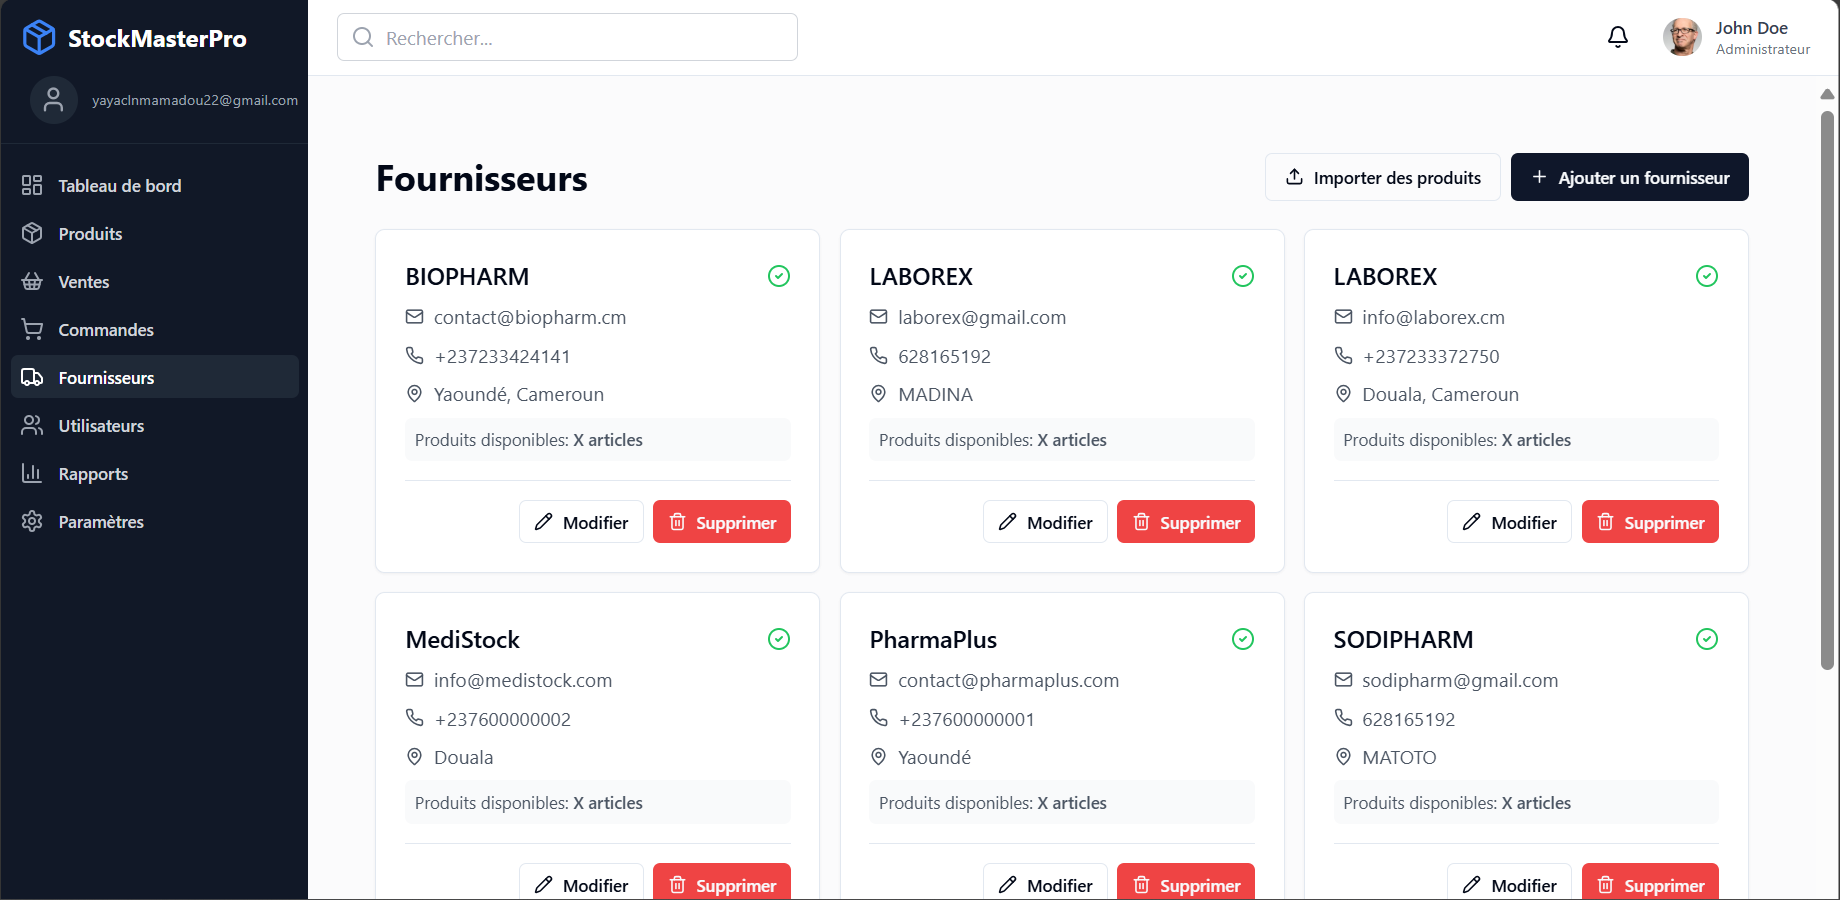 StockMasterPro
yayaclnmamadou22@gmail.com
Tableau de bord
Produits
Ventes
Commandes
Fournisseurs
Utilisateurs
Rapports
Paramètres
Rechercher...
John Doe
Administrateur
Fournisseurs
Importer des produits
Ajouter un fournisseur
BIOPHARM
contact@biopharm.cm
+237233424141
Yaoundé, Cameroun
Produits disponibles: X articles
Modifier
Supprimer
LABOREX
laborex@gmail.com
628165192
MADINA
Produits disponibles: X articles
Modifier
Supprimer
LABOREX
info@laborex.cm
+237233372750
Douala, Cameroun
Produits disponibles: X articles
Modifier
Supprimer
MediStock
info@medistock.com
+237600000002
Douala
Produits disponibles: X articles
Modifier
Supprimer
PharmaPlus
contact@pharmaplus.com
+237600000001
Yaoundé
Produits disponibles: X articles
Modifier
Supprimer
SODIPHARM
sodipharm@gmail.com
628165192
MATOTO
Produits disponibles: X articles
Modifier
Supprimer